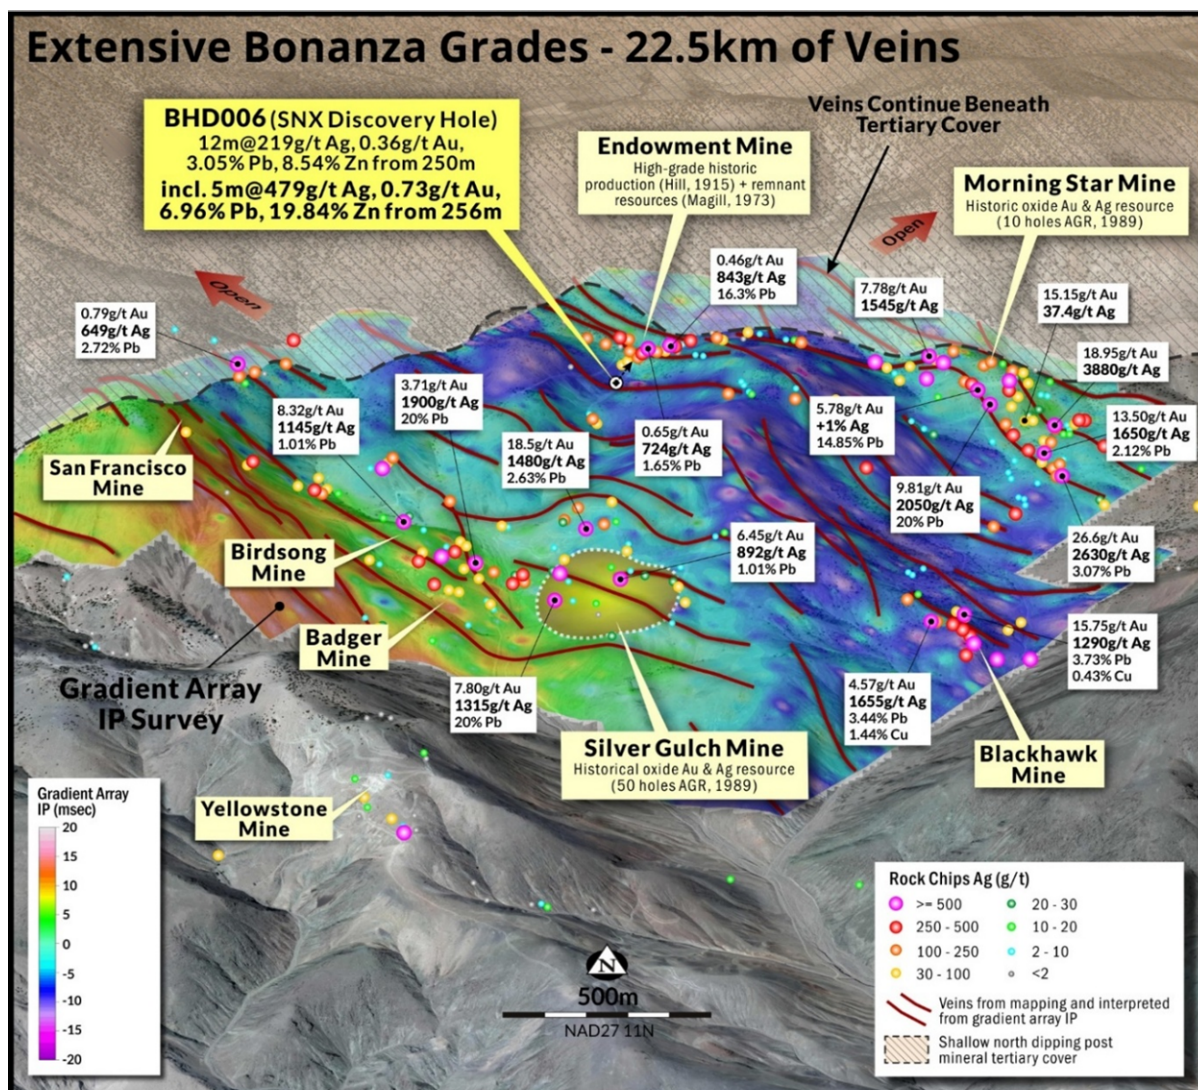 Extensive Bonanza Grades - 22.5km of Veins
BHD006 (SNX Discovery Hole)
12m@219g/t Ag, 0.36g/t Au,
3.05% Pb, 8.54% Zn from 250m
incl. 5m@479g/t Ag, 0.73g/t Au,
6.96% Pb, 19.84% Zn from 256m
Endowment Mine
High-grade historic
production (Hill, 1915) + remnant
resources (Magill, 1973)
Veins Continue Beneath
Tertiary Cover
Morning Star Mine
Historic oxide Au & Ag resource
(10 holes AGR, 1989)
Open
Open
0.79g/t Au
649g/t Ag
2.72% Pb
0.46g/t Au
843g/t Ag
16.3% Pb
7.78g/t Au
1545g/t Ag
15.15g/t Au
37.4g/t Ag
18.95g/t Au
3880g/t Ag
3.71g/t Au
1900g/t Ag
20% Pb
8.32g/t Au
1145g/t Ag
1.01% Pb
18.5g/t Au
1480g/t Ag
2.63% Pb
0.65g/t Au
724g/t Ag
1.65% Pb
5.78g/t Au
+1% Ag
14.85% Pb
13.50g/t Au
1650g/t Ag
2.12% Pb
San Francisco
Mine
9.81g/t Au
2050g/t Ag
20% Pb
Birdsong
Mine
6.45g/t Au
892g/t Ag
1.01% Pb
26.6g/t Au
2630g/t Ag
3.07% Pb
Badger
Mine
15.75g/t Au
1290g/t Ag
3.73% Pb
0.43% Cu
Gradient Array
IP Survey
7.80g/t Au
1315g/t Ag
20% Pb
4.57g/t Au
1655g/t Ag
3.44% Pb
1.44% Cu
Silver Gulch Mine
Historical oxide Au & Ag resource
(50 holes AGR, 1989)
Blackhawk
Mine
Yellowstone
Mine
Gradient Array
IP (msec)
20
15
10
5
0
-5
-10
-15
-20
N
500m
NAD27 11N
Rock Chips Ag (g/t)
>= 500
250 - 500
100 - 250
30 - 100
20 - 30
10 - 20
2 - 10
<2
Veins from mapping and interpreted
from gradient array IP
Shallow north dipping post
mineral tertiary cover